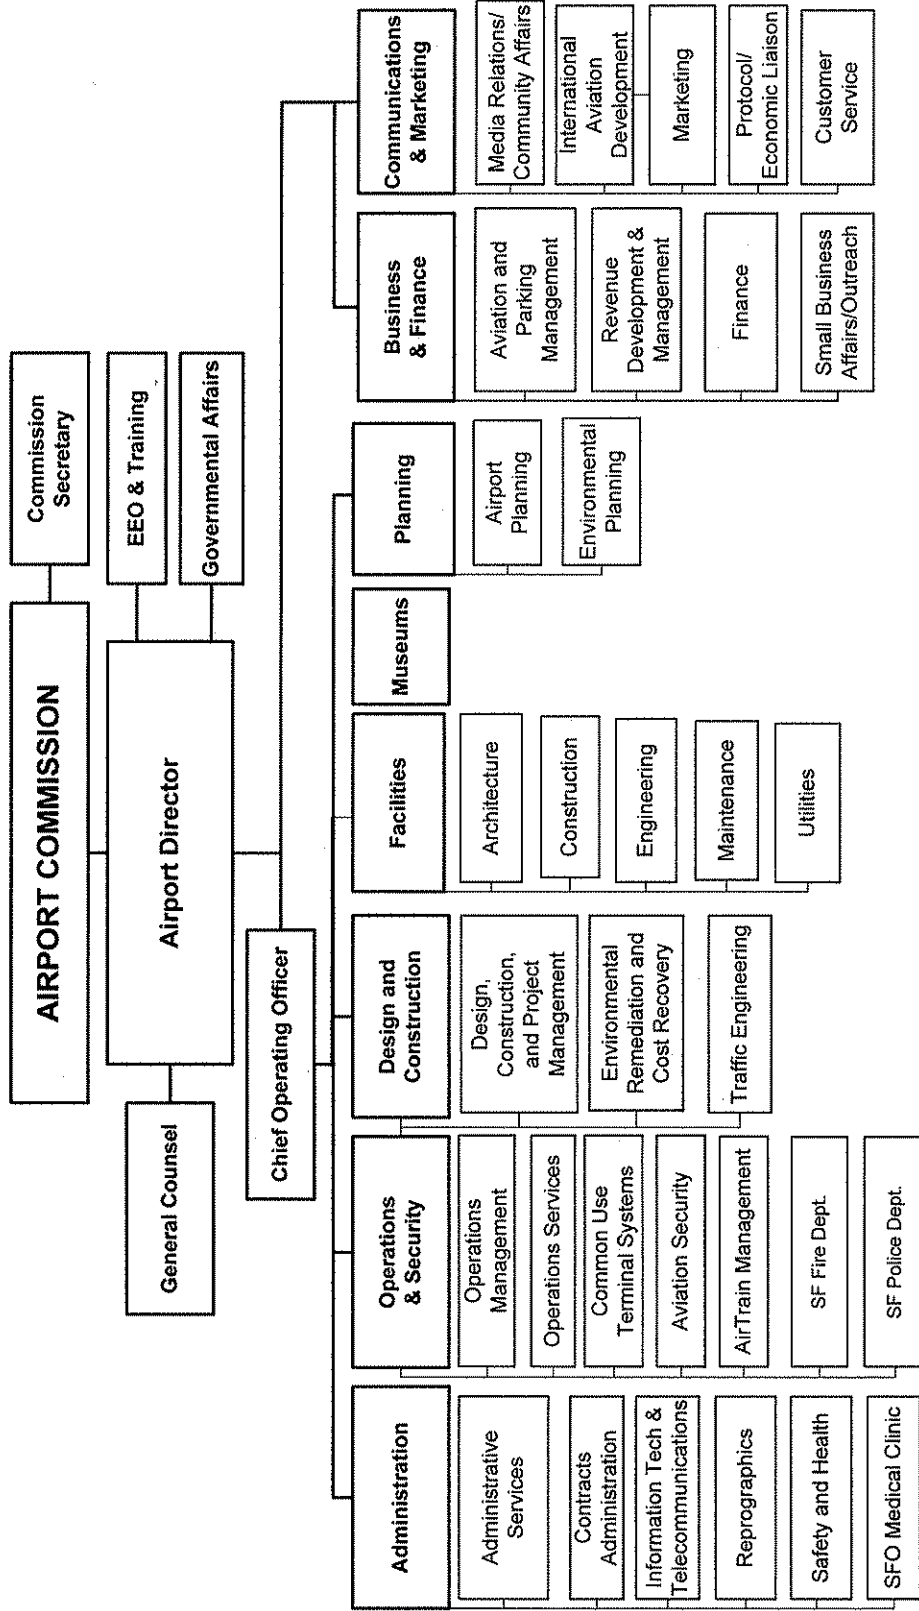 AIRPORT COMMISSION
Commission
Secretary
General Counsel
Airport Director
EEO & Training
Governmental Affairs
Chief Operating Officer
Administration
Administrative
Services
Contracts
Administration
Information Tech &
Telecommunications
Reprographics
Safety and Health
SFO Medical Clinic
Operations
& Security
Operations
Management
Operations Services
Common Use
Terminal Systems
Aviation Security
AirTrain Management
SF Fire Dept.
SF Police Dept.
Design and
Construction
Design,
Construction,
and Project
Management
Environmental
Remediation and
Cost Recovery
Traffic Engineering
Facilities
Architecture
Construction
Engineering
Maintenance
Utilities
Museums
Planning
Airport
Planning
Environmental
Planning
Business
& Finance
Aviation and
Parking
Management
Revenue
Development &
Management
Finance
Small Business
Affairs/Outreach
Communications
& Marketing
Media Relations/
Community Affairs
International
Aviation
Development
Marketing
Protocol/
Economic Liaison
Customer
Service